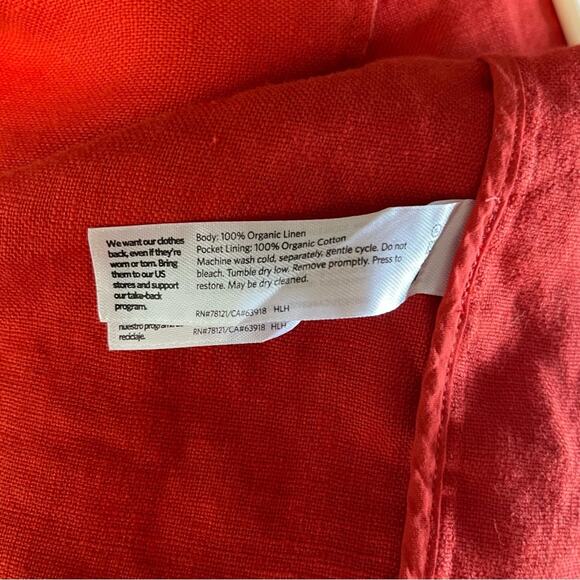 We want our clothes
back, even if they're
worn or torn. Bring
them to our US
stores and support
our take-back
program.
Body: 100% Organic Linen
Pocket Lining: 100% Organic Cotton
Machine wash cold, separately, gentle cycle. Do not
bleach. Tumble dry low. Remove promptly. Press to
restore. May be dry cleaned.
RN#78121/CA#63918 HLH
nuestro
reciclaje.
RN#78121/CA#63918 HLH